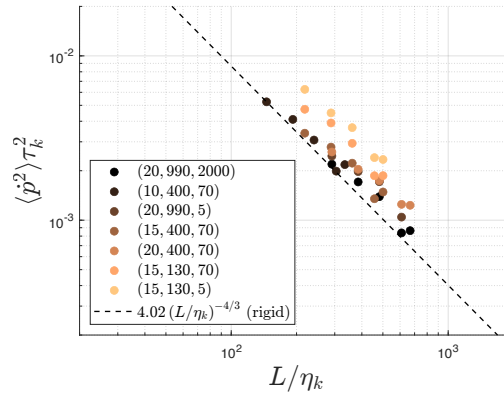 10^{-2}
⟨ṗ²⟩τ_k²
10^{-3}
(20, 990, 2000)
(10, 400, 70)
(20, 990, 5)
(15, 400, 70)
(20, 400, 70)
(15, 130, 70)
(15, 130, 5)
4.02 (L/η_k)^{-4/3} (rigid)
10^2
10^3
L/η_k